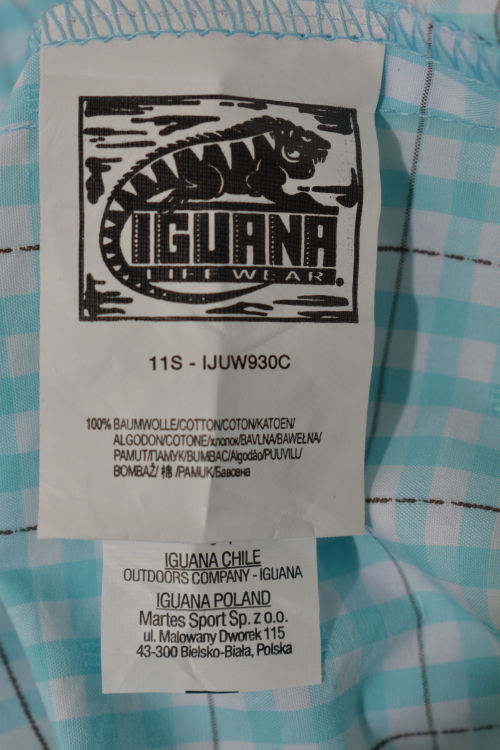 IGUANA
LIFE WEAR
11S - IJUW930C
100% BAUMWOLLE/COTTON/COTON/KATOEN/
ALGODON/COTONE/хлопок/BAVLNA/BAWEŁNA/
PAMUT/ПАМУК/BUMBAC/Algodão/PUUVILL/
BOMBAŽ/ 棉 /PAMUK/Бавовна
IGUANA CHILE
OUTDOORS COMPANY - IGUANA
IGUANA POLAND
Martes Sport Sp. z o.o.
ul. Malowany Dworek 115
43-300 Bielsko-Biała, Polska